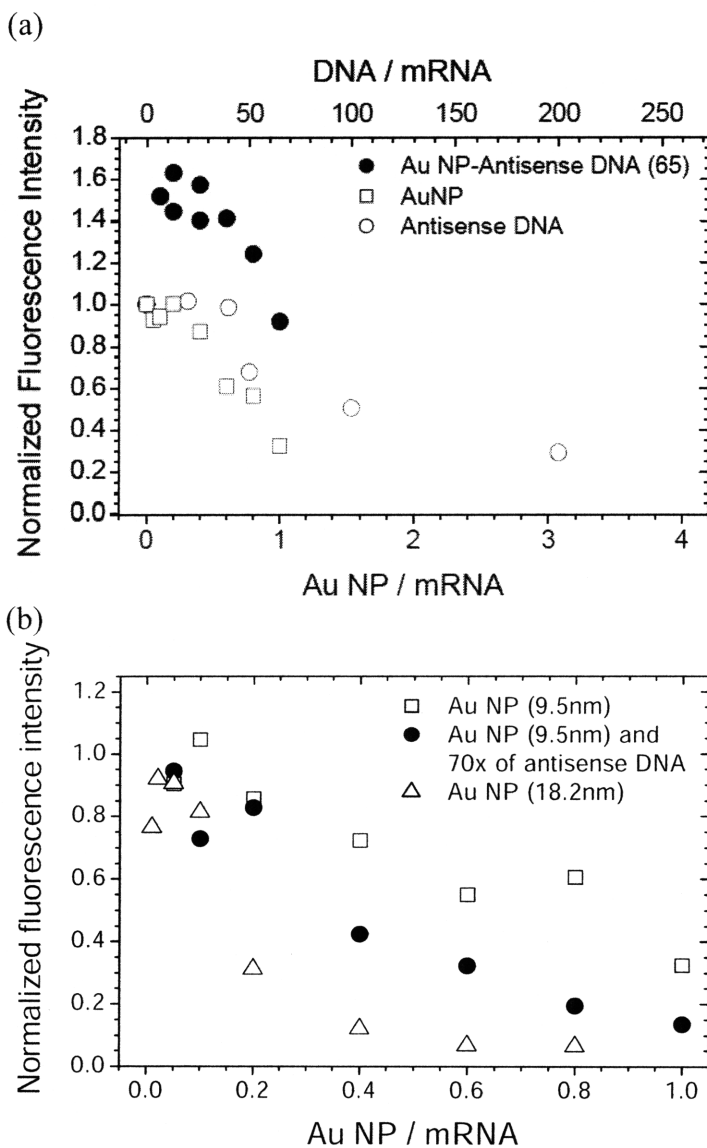 (a)
DNA / mRNA
0 50 100 150 200 250
Normalized Fluorescence Intensity
1.8
1.6
1.4
1.2
1.0
0.8
0.6
0.4
0.2
0.0
Au NP-Antisense DNA (65)
AuNP
Antisense DNA
0 1 2 3 4
Au NP / mRNA
(b)
Normalized fluorescence intensity
1.2
1.0
0.8
0.6
0.4
0.2
0.0
Au NP (9.5nm)
Au NP (9.5nm) and
70x of antisense DNA
Au NP (18.2nm)
0.0 0.2 0.4 0.6 0.8 1.0
Au NP / mRNA